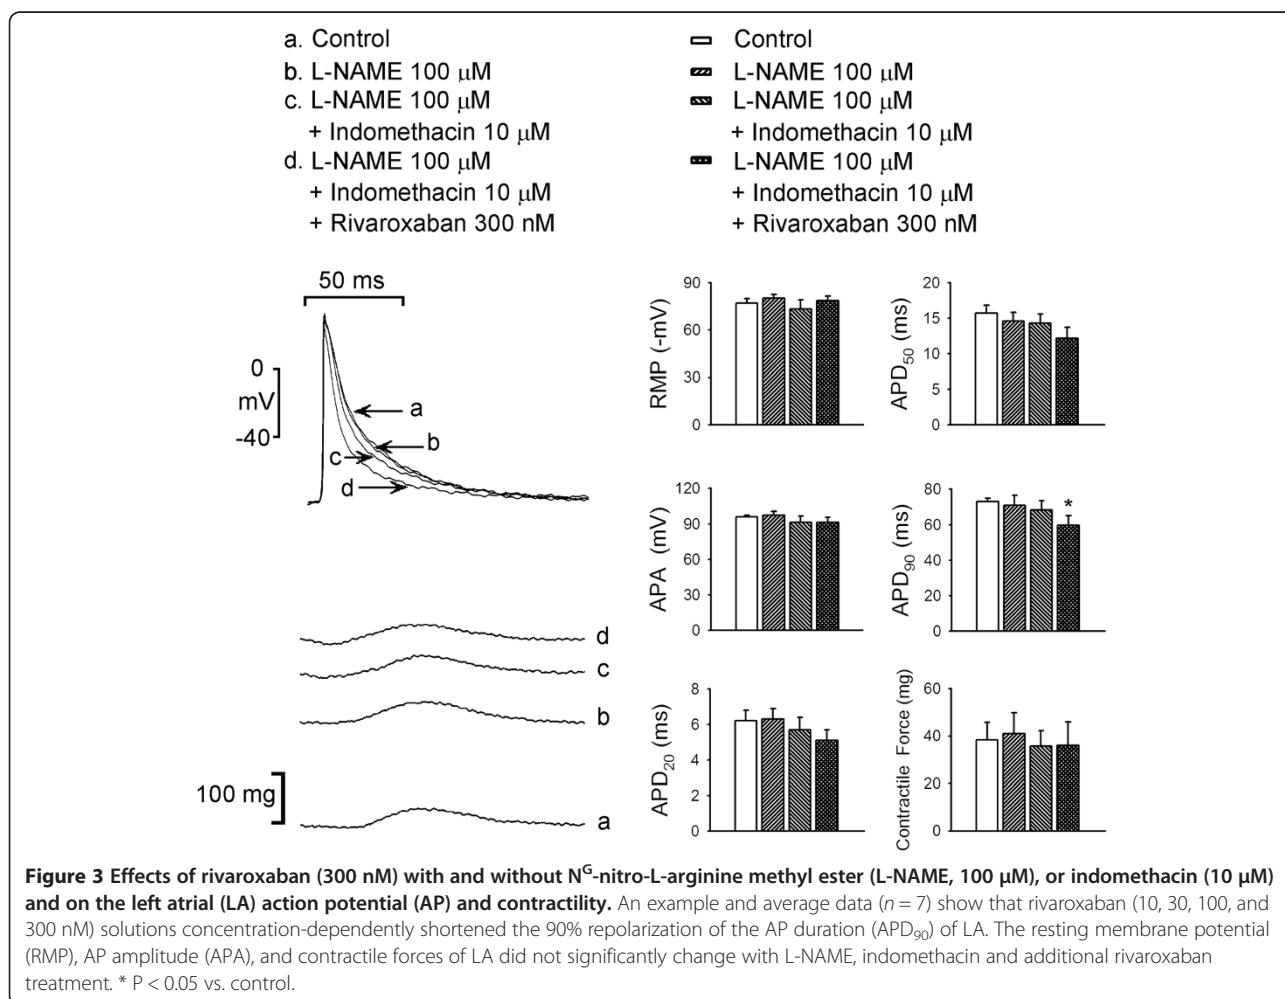 a. Control
b. L-NAME 100 μM
c. L-NAME 100 μM
+ Indomethacin 10 μM
d. L-NAME 100 μM
+ Indomethacin 10 μM
+ Rivaroxaban 300 nM
Control
L-NAME 100 μM
L-NAME 100 μM
+ Indomethacin 10 μM
L-NAME 100 μM
+ Indomethacin 10 μM
+ Rivaroxaban 300 nM
50 ms
0
mV
-40
a
b
c
d
d
c
b
a
100 mg
RMP (-mV)
90
60
30
0
APD50 (ms)
20
15
10
5
0
APA (mV)
120
90
60
30
0
APD90 (ms)
80
60
40
20
0
*
APD20 (ms)
8
6
4
2
0
Contractile Force (mg)
60
40
20
0
Figure 3 Effects of rivaroxaban (300 nM) with and without NG-nitro-L-arginine methyl ester (L-NAME, 100 μM), or indomethacin (10 μM)
and on the left atrial (LA) action potential (AP) and contractility. An example and average data (n = 7) show that rivaroxaban (10, 30, 100, and
300 nM) solutions concentration-dependently shortened the 90% repolarization of the AP duration (APD90) of LA. The resting membrane potential
(RMP), AP amplitude (APA), and contractile forces of LA did not significantly change with L-NAME, indomethacin and additional rivaroxaban
treatment. * P < 0.05 vs. control.